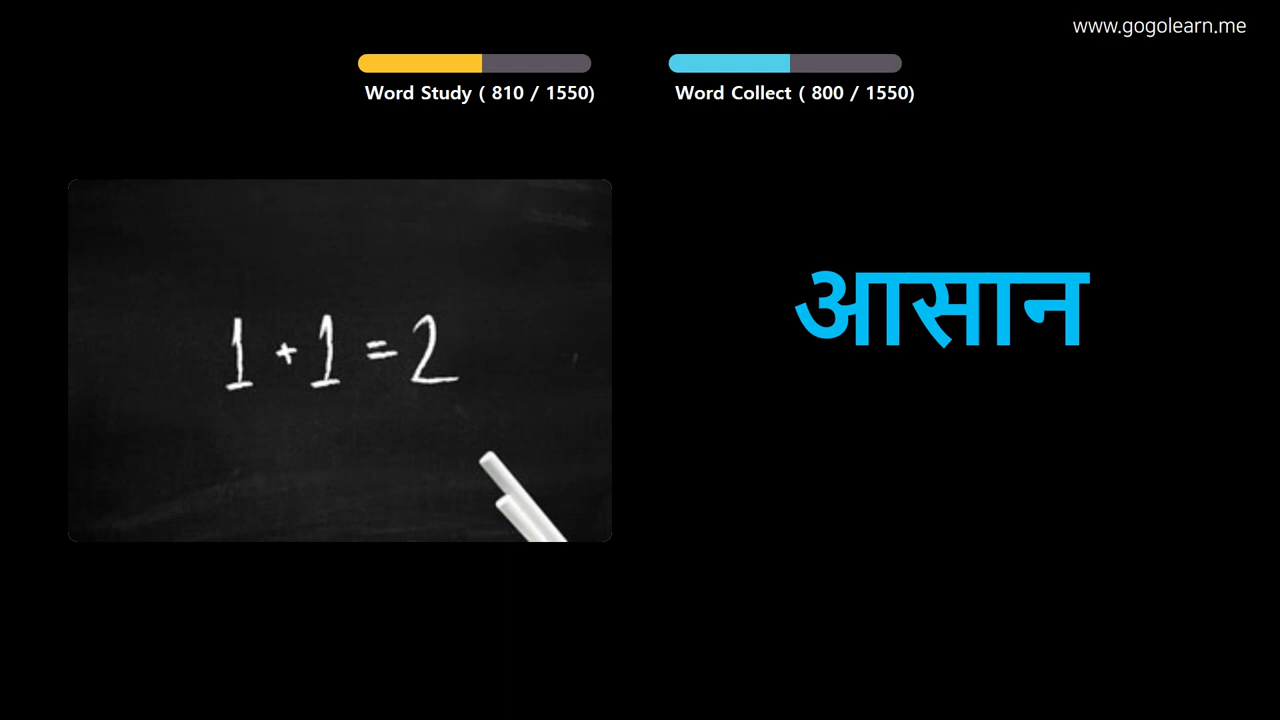 www.gogolearn.me
Word Study ( 810 / 1550)
Word Collect ( 800 / 1550)
1 + 1 = 2
आसान